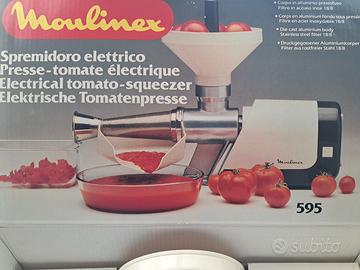 Moulinex
Spremidoro elettrico
Presse-tomate électrique
Electrical tomato-squeezer
Elektrische Tomatenpresse
• Corpo in alluminio pressofuso
Filtro in acciaio inox 18/8
• Corps en aluminium fondu sous pression
Filtre en acier inoxydable 18/8
• Die cast aluminium body
Stainless steel filter 18/8
• Druckgegossener Aluminiumkorper
Filter aus rostfreier Stahl 18/8
Moulinex
595
subito